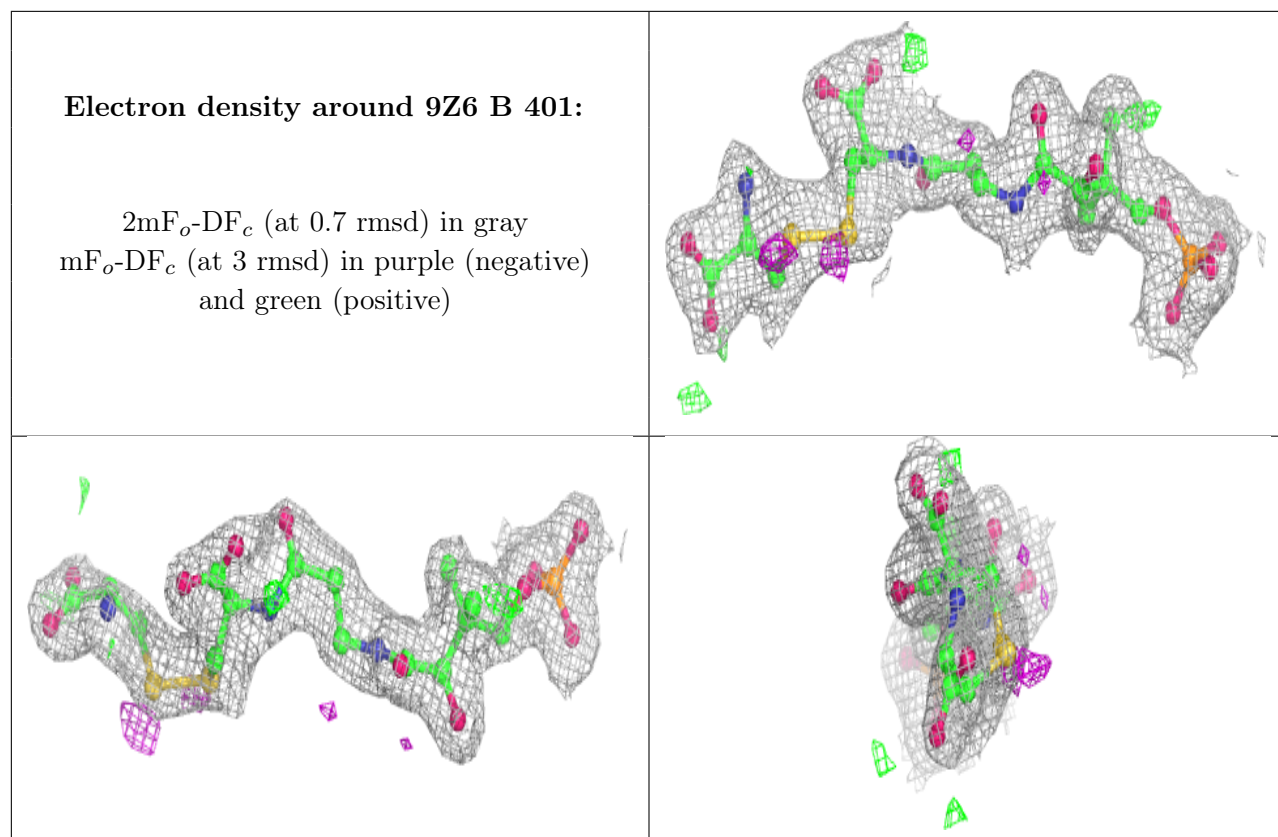 Electron density around 9Z6 B 401:
2mFo-DFc (at 0.7 rmsd) in gray
mFo-DFc (at 3 rmsd) in purple (negative)
and green (positive)